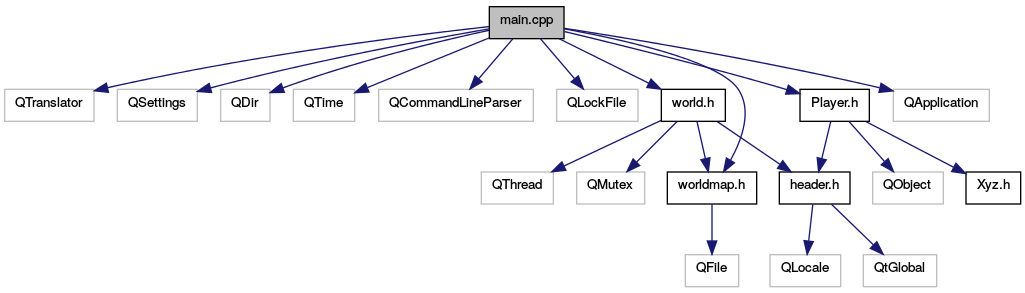 main.cpp
QTranslator
QSettings
QDir
QTime
QCommandLineParser
QLockFile
world.h
Player.h
QApplication
QThread
QMutex
worldmap.h
header.h
QObject
Xyz.h
QFile
QLocale
QtGlobal